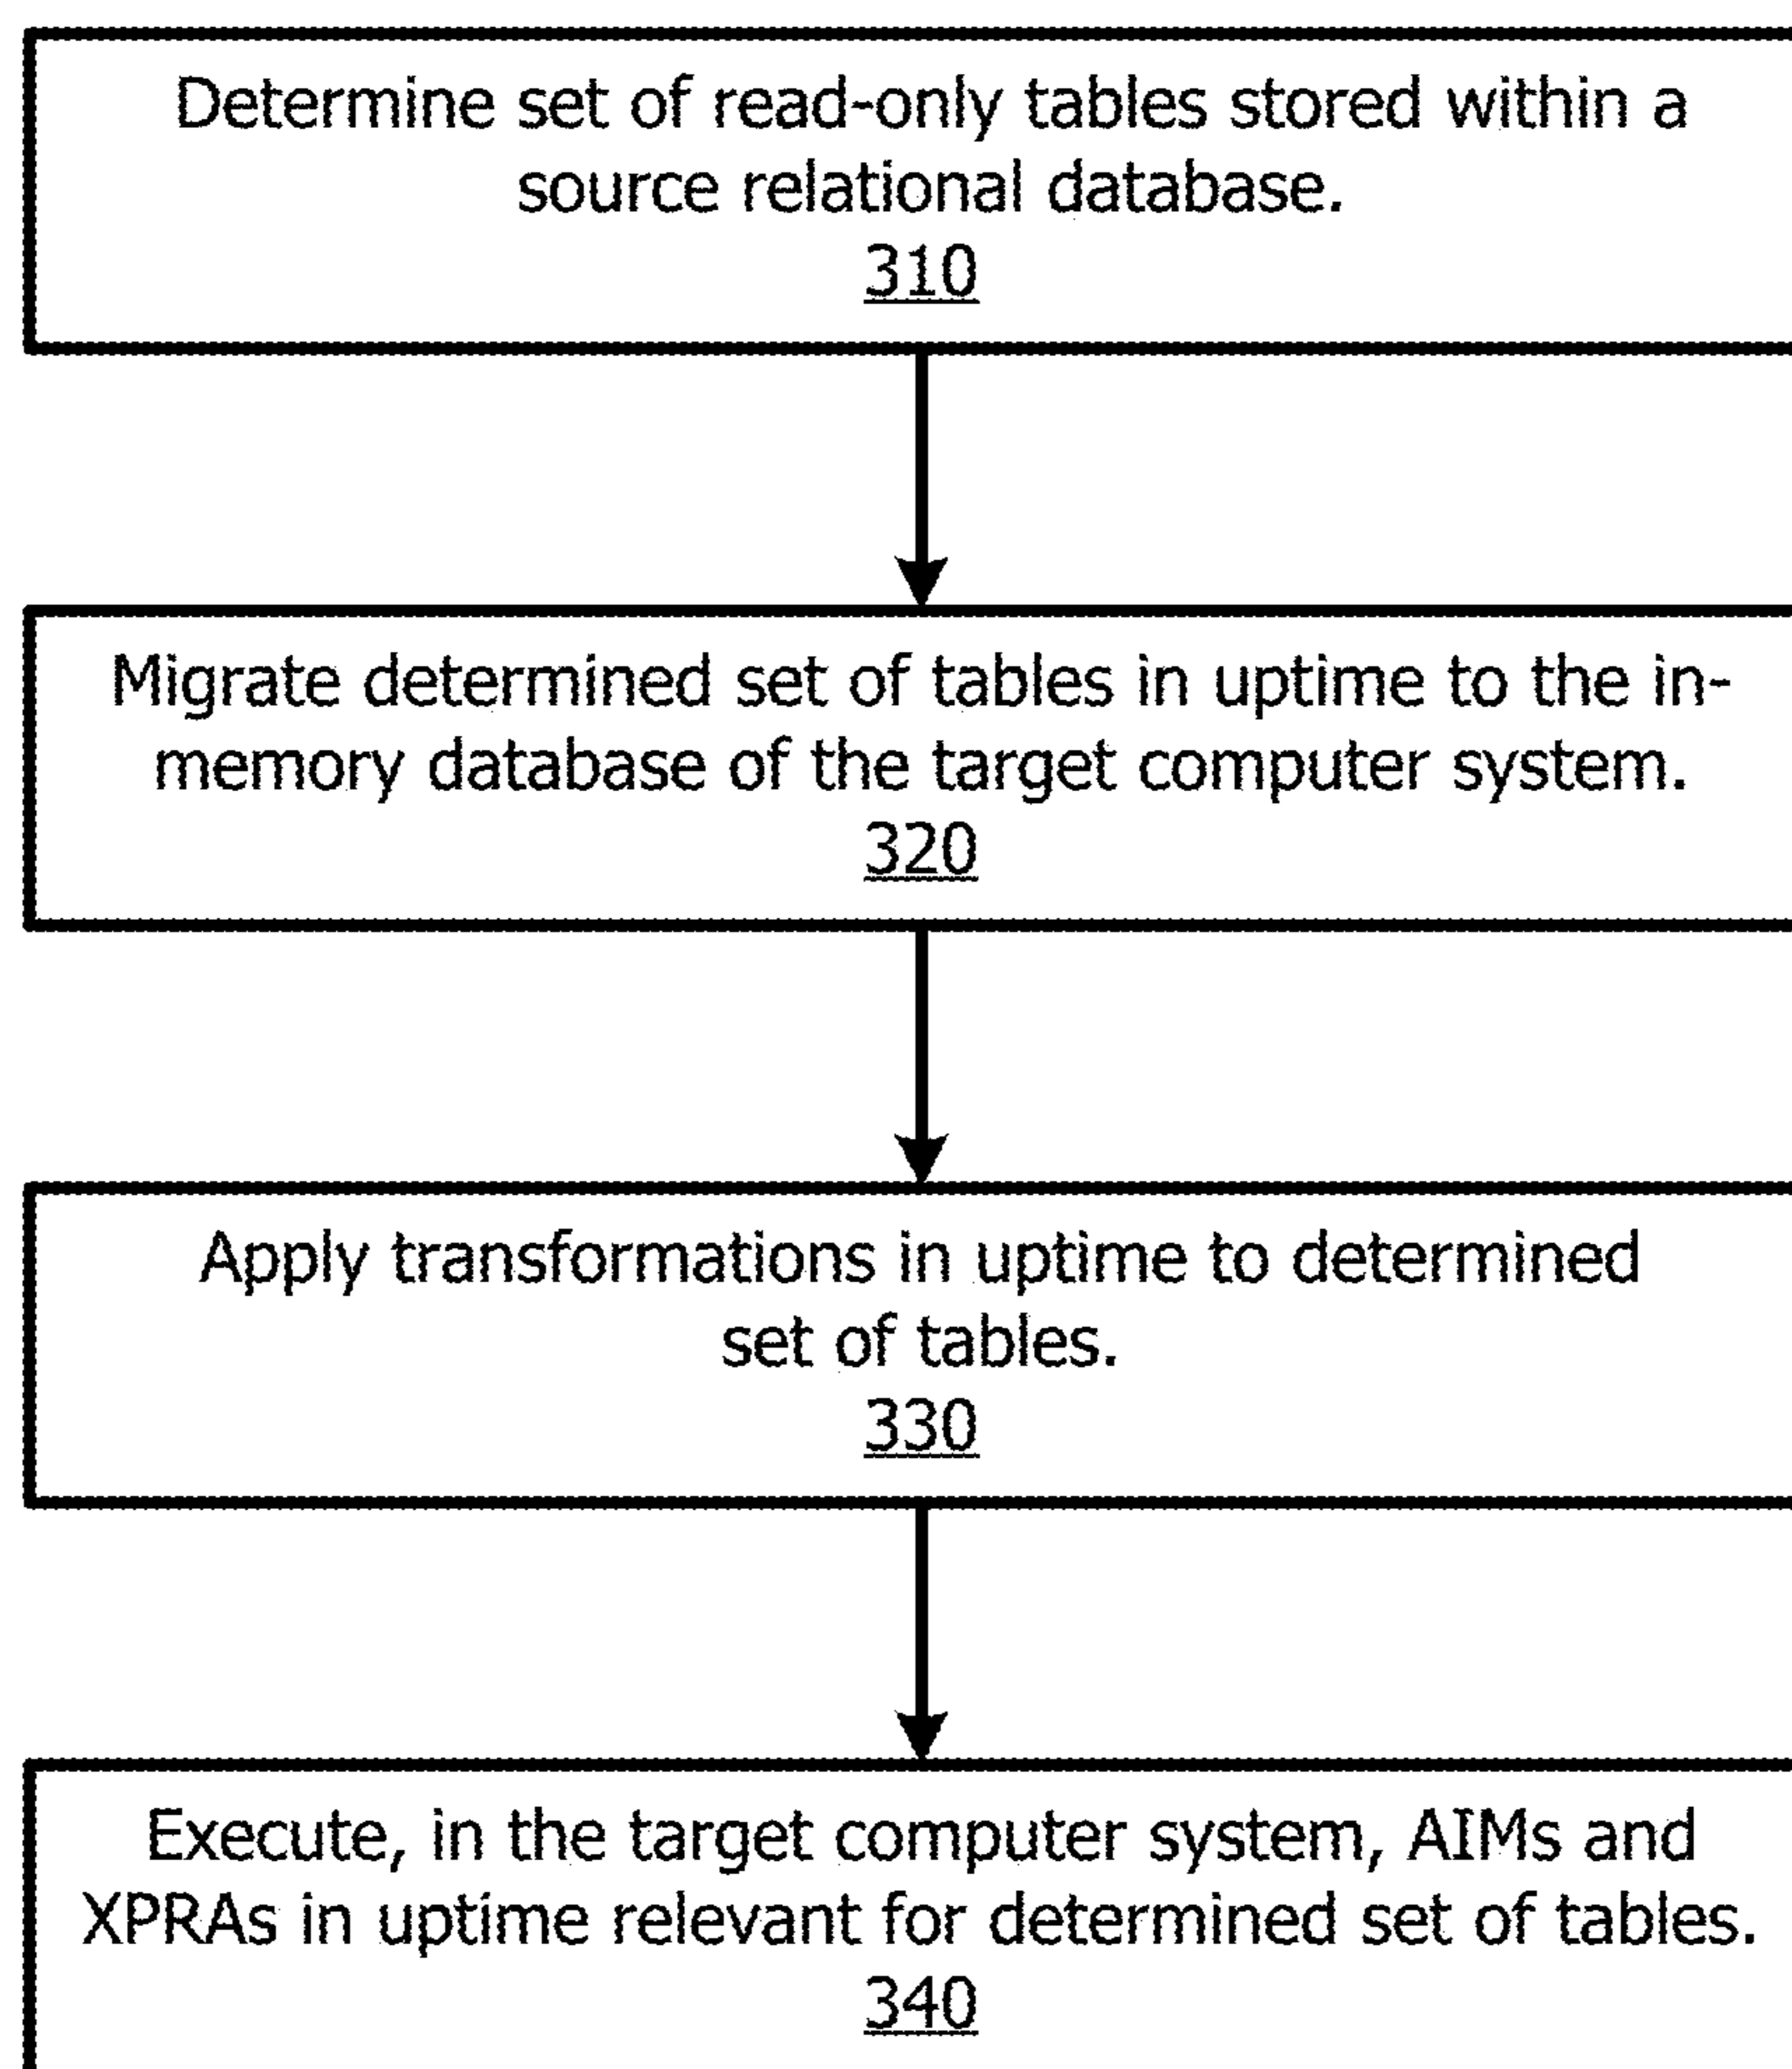 Determine set of read-only tables stored within a
source relational database.
310
Migrate determined set of tables in uptime to the in-
memory database of the target computer system.
320
Apply transformations in uptime to determined
set of tables.
330
Execute, in the target computer system, AIMs and
XPRAs in uptime relevant for determined set of tables.
340